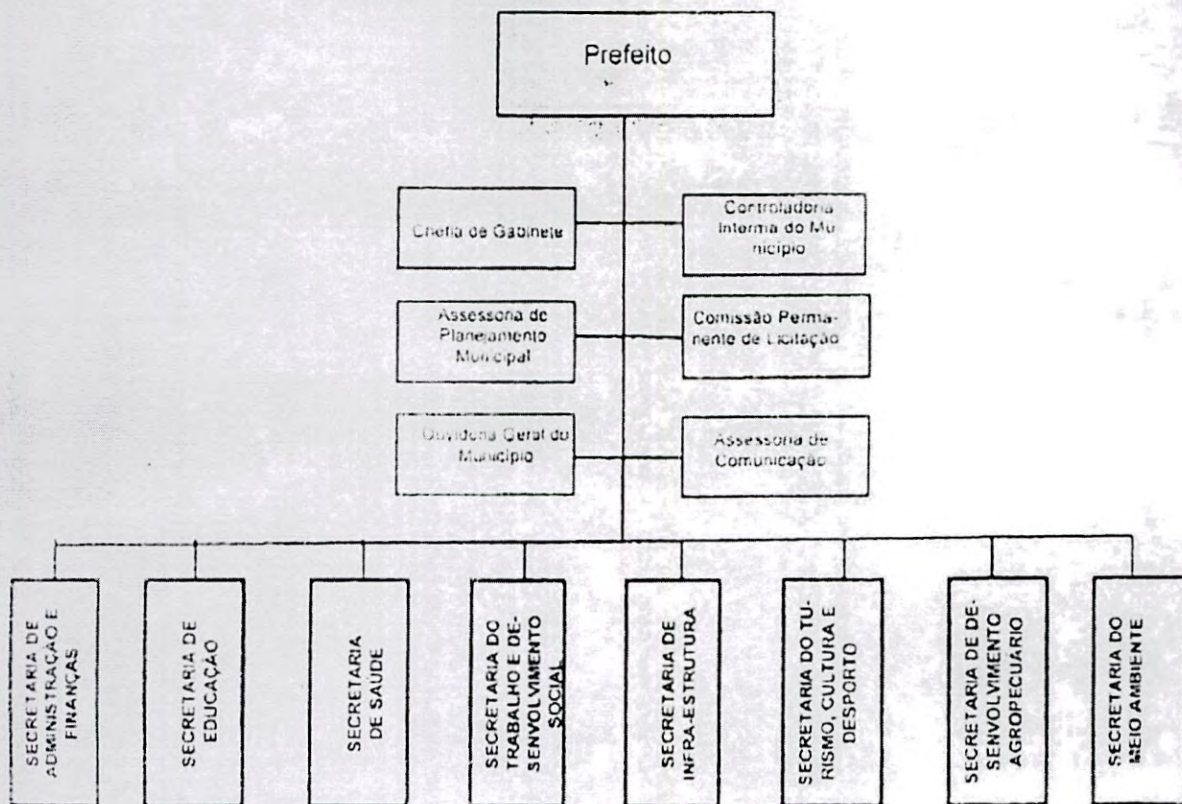 Prefeito
Chefia de Gabinete
Controladoria
Interma do Mu
nicípio
Assessoria de
Planejamento
Municipal
Comissão Perma-
nente de Licitação
Ouvidoria Geral do
Município
Assessoria de
Comunicação
SECRETARIA DE
ADMINISTRAÇÃO E
FINANÇAS
SECRETARIA DE
EDUCAÇÃO
SECRETARIA
DE SAÚDE
SECRETARIA DO
TRABALHO E DE-
SENVOLVIMENTO
SOCIAL
SECRETARIA DE
INFRA-ESTRUTURA
SECRETARIA DO TU-
RISMO, CULTURA E
DESPORTO
SECRETARIA DE DE-
SENVOLVIMENTO
AGROPECUARIO
SECRETARIA DO
MEIO AMBIENTE